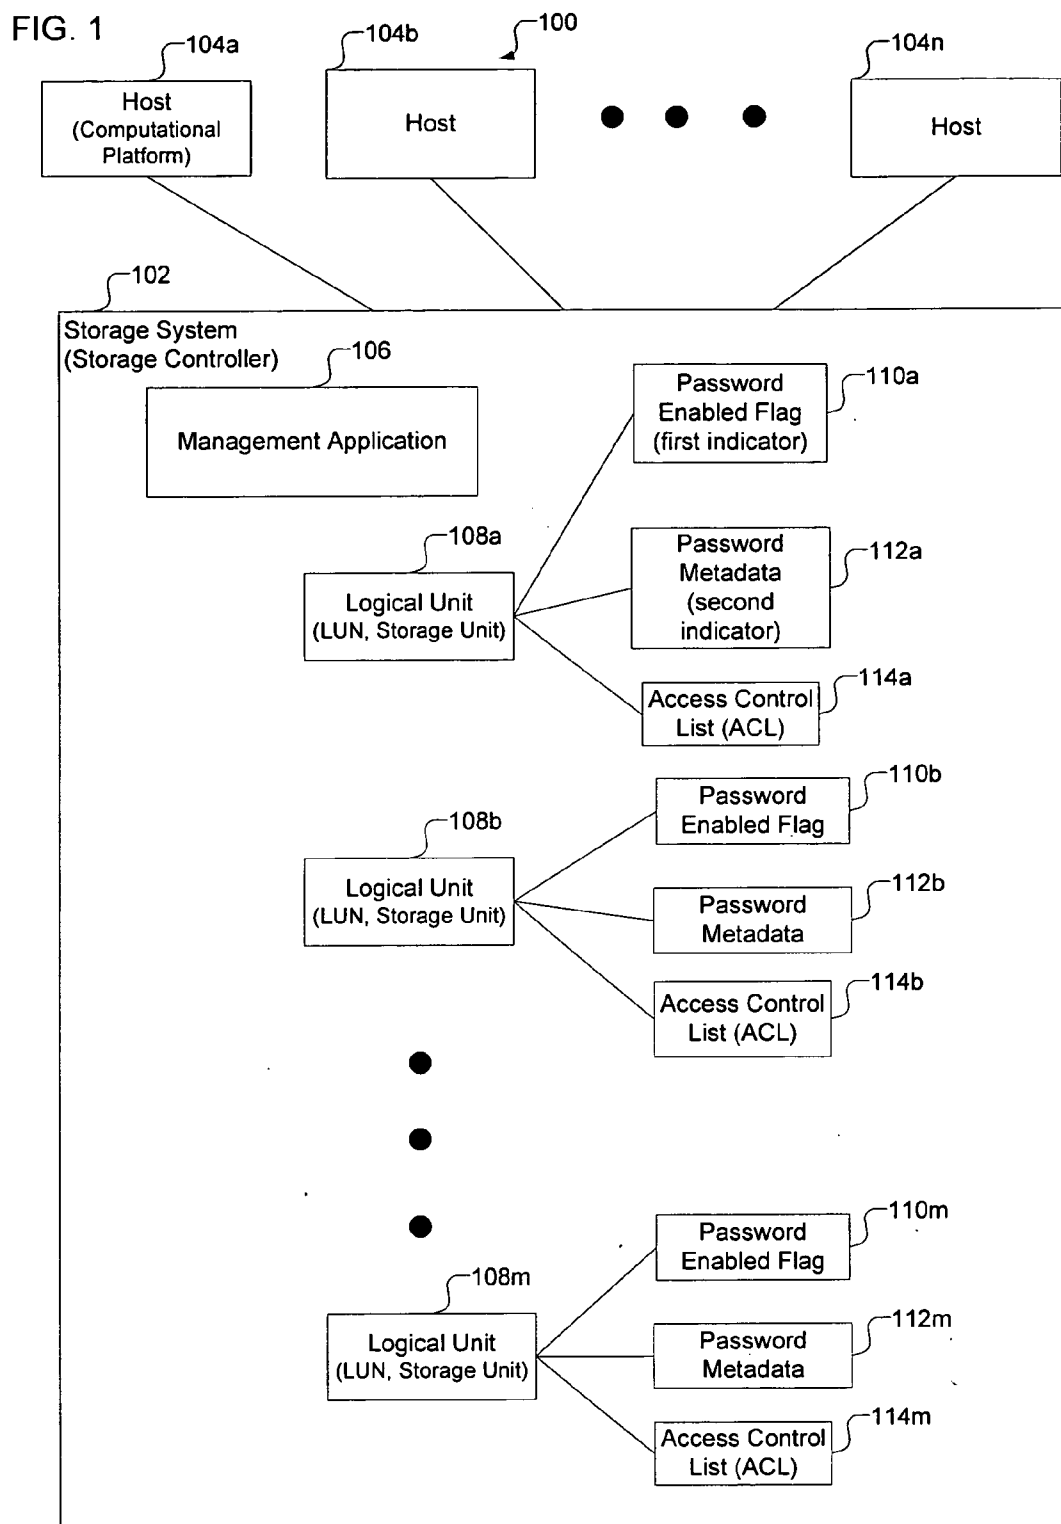 FIG. 1
104a
104b
100
104n
Host
(Computational
Platform)
Host
Host
102
Storage System
(Storage Controller)
106
Management Application
Password
Enabled Flag
(first indicator)
110a
108a
Logical Unit
(LUN, Storage Unit)
Password
Metadata
(second
indicator)
112a
Access Control
List (ACL)
114a
108b
Logical Unit
(LUN, Storage Unit)
Password
Enabled Flag
110b
Password
Metadata
112b
Access Control
List (ACL)
114b
108m
Logical Unit
(LUN, Storage Unit)
Password
Enabled Flag
110m
Password
Metadata
112m
Access Control
List (ACL)
114m